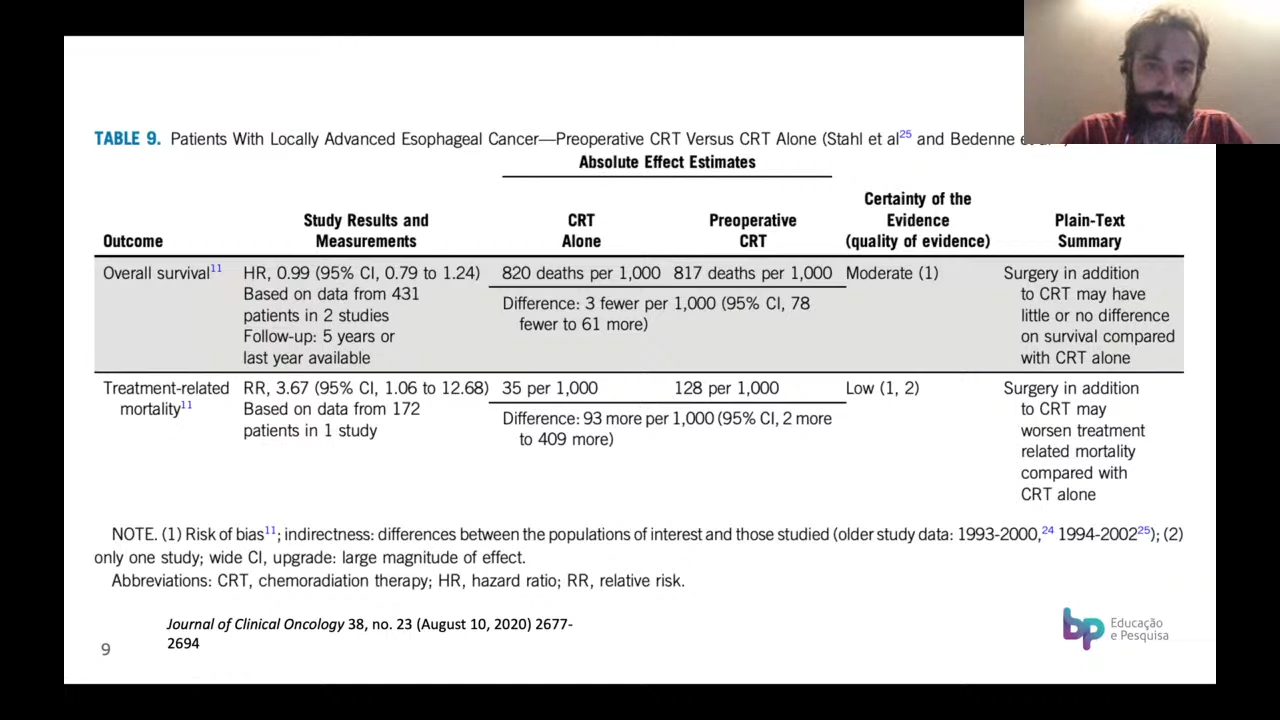 TABLE 9. Patients With Locally Advanced Esophageal Cancer—Preoperative CRT Versus CRT Alone (Stahl et al25 and Bedenne
Absolute Effect Estimates
Outcome
Study Results and
Measurements
CRT
Alone
Preoperative
CRT
Certainty of the
Evidence
(quality of evidence)
Plain-Text
Summary
Overall survival11
HR, 0.99 (95% CI, 0.79 to 1.24)
Based on data from 431
patients in 2 studies
Follow-up: 5 years or
last year available
820 deaths per 1,000
817 deaths per 1,000
Difference: 3 fewer per 1,000 (95% CI, 78
fewer to 61 more)
Moderate (1)
Surgery in addition
to CRT may have
little or no difference
on survival compared
with CRT alone
Treatment-related
mortality11
RR, 3.67 (95% CI, 1.06 to 12.68)
Based on data from 172
patients in 1 study
35 per 1,000
128 per 1,000
Difference: 93 more per 1,000 (95% CI, 2 more
to 409 more)
Low (1, 2)
Surgery in addition
to CRT may
worsen treatment
related mortality
compared with
CRT alone
NOTE. (1) Risk of bias11; indirectness: differences between the populations of interest and those studied (older study data: 1993-2000,24 1994-200225); (2)
only one study; wide CI, upgrade: large magnitude of effect.
Abbreviations: CRT, chemoradiation therapy; HR, hazard ratio; RR, relative risk.
Journal of Clinical Oncology 38, no. 23 (August 10, 2020) 2677-
2694
9
bp Educação
e Pesquisa